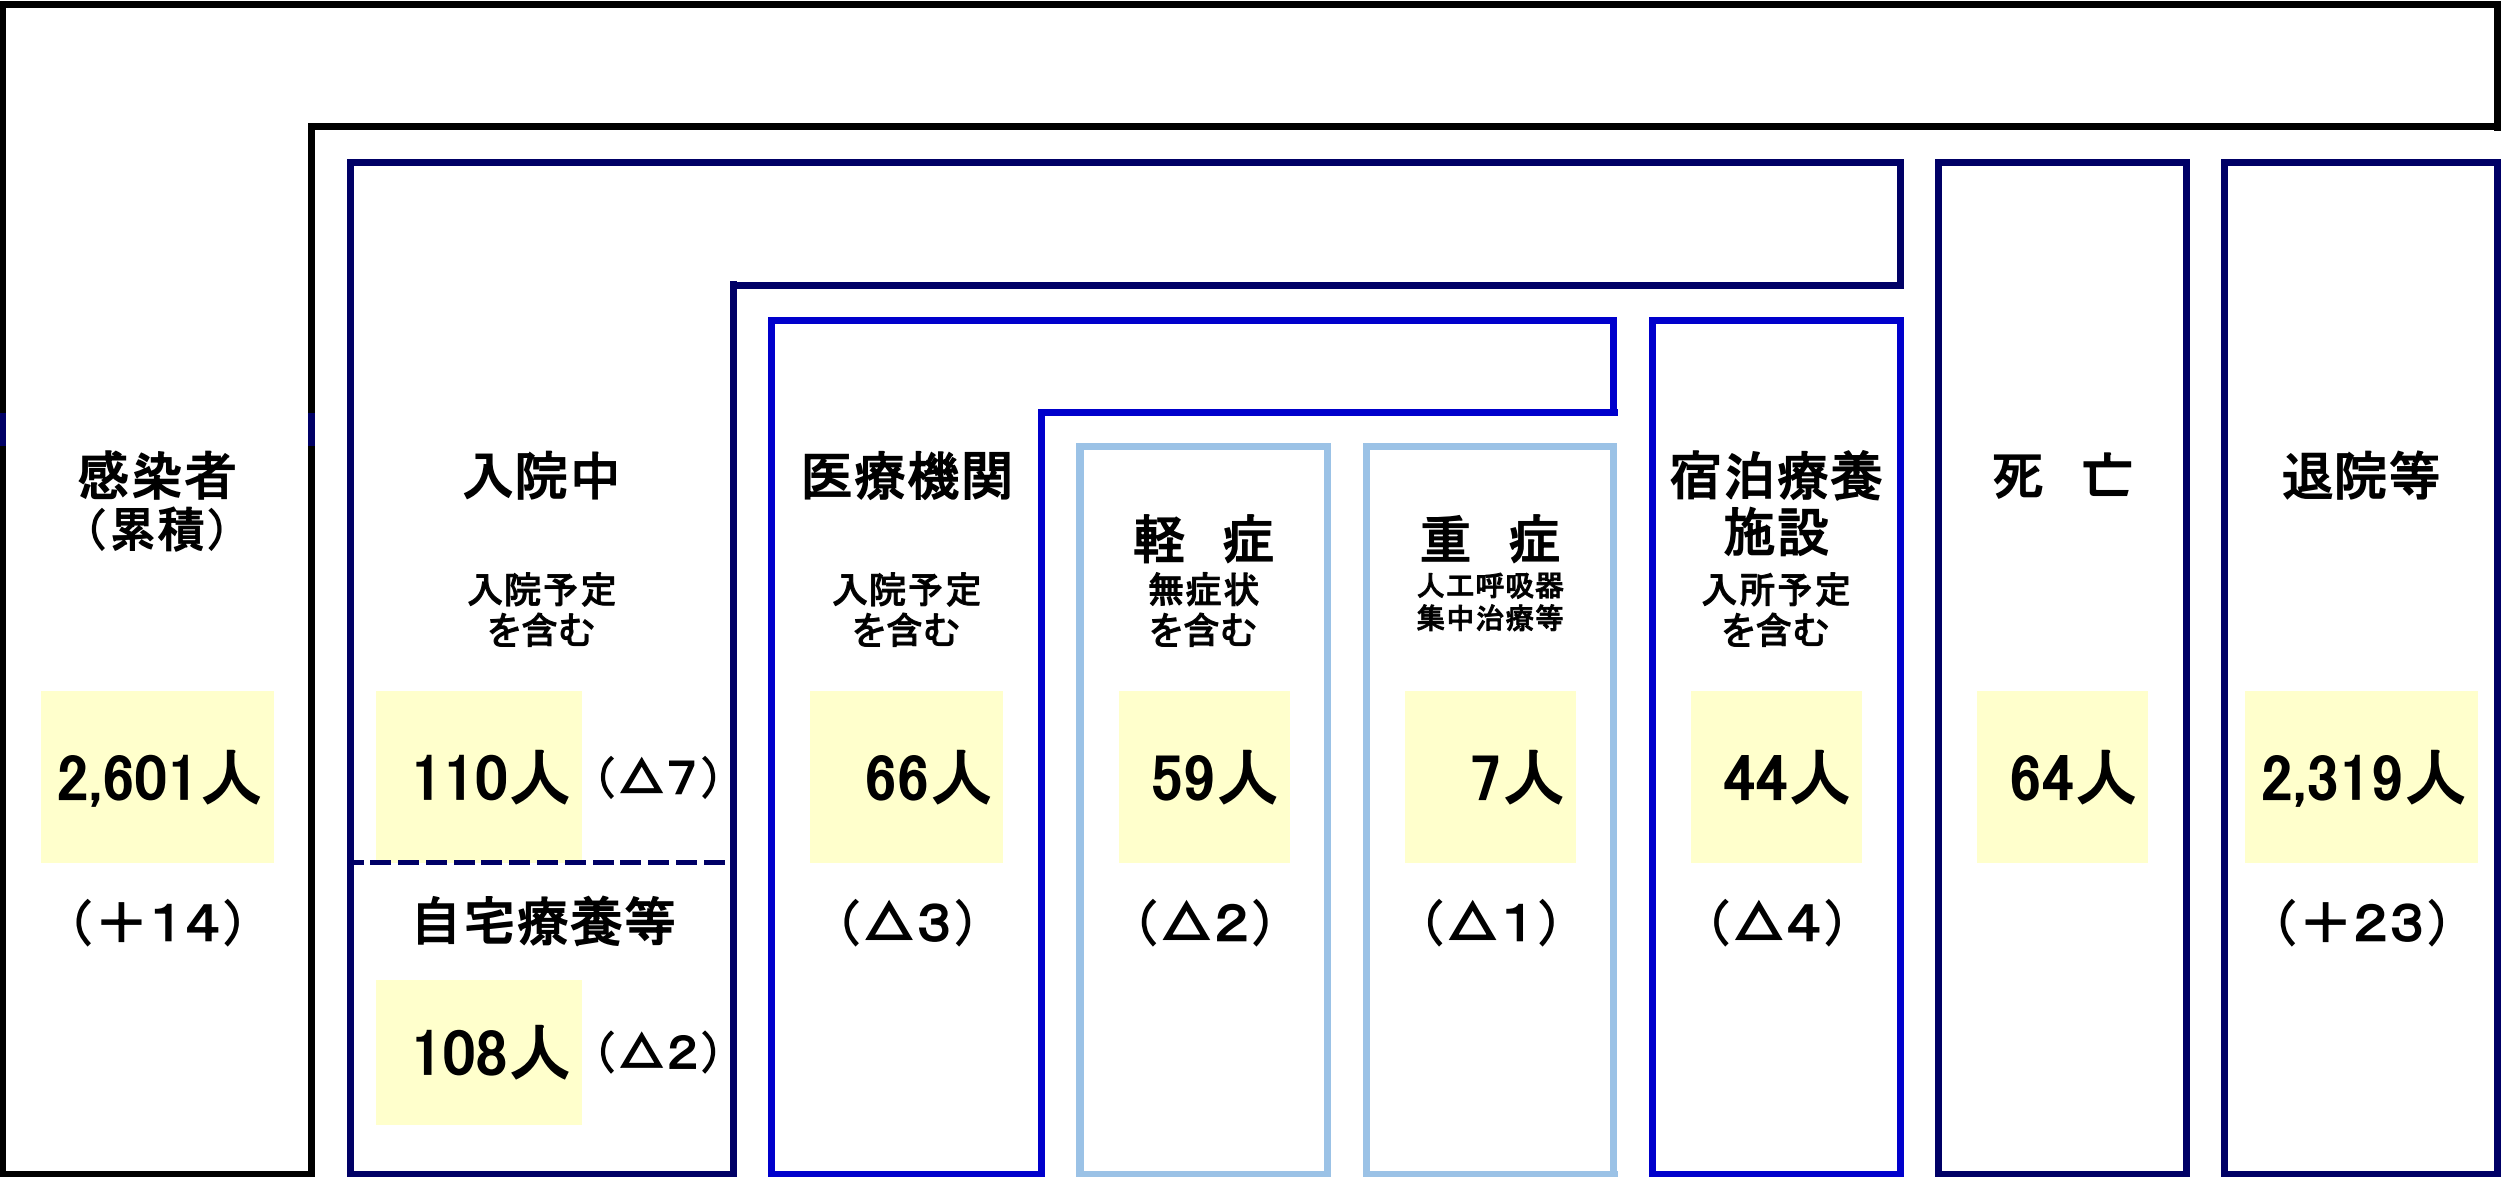 感染者
（累積）
2,601人
（＋14）
入院中
入院予定
を含む
110人（△7）
自宅療養等
108人（△2）
医療機関
入院予定
を含む
66人
（△3）
軽　症
無症状
を含む
59人
（△2）
重　症
人工呼吸器
集中治療等
7人
（△1）
宿泊療養
施設
入所予定
を含む
44人
（△4）
死　亡
64人
退院等
2,319人
（＋23）